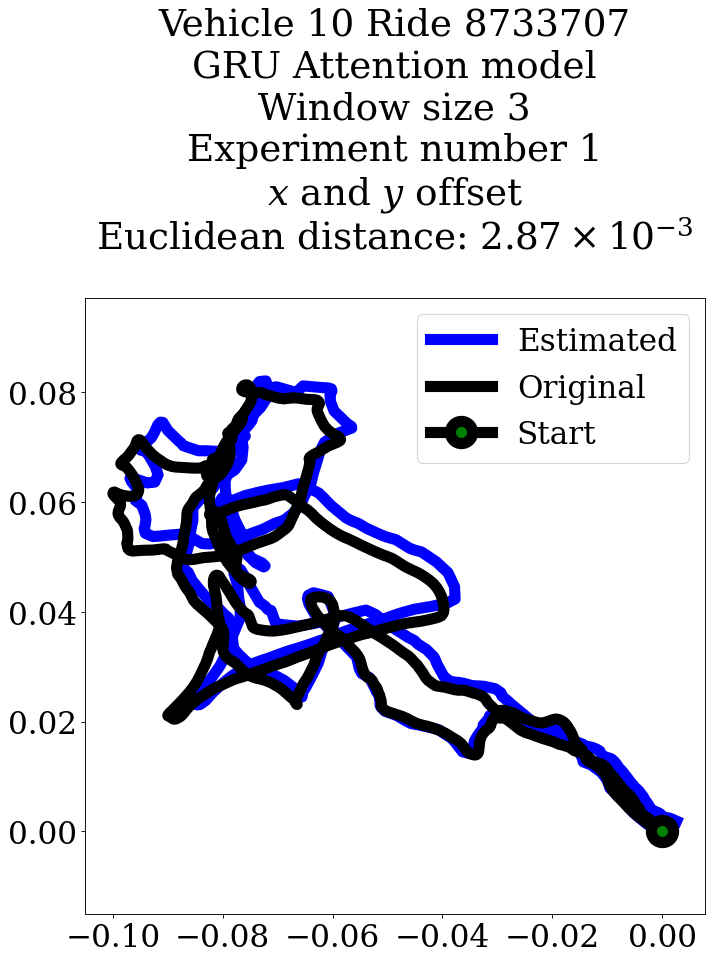 Vehicle 10 Ride 8733707
GRU Attention model
Window size 3
Experiment number 1
x and y offset
Euclidean distance: 2.87 × 10⁻³
Estimated
Original
Start
0.08
0.06
0.04
0.02
0.00
−0.10 −0.08 −0.06 −0.04 −0.02 0.00